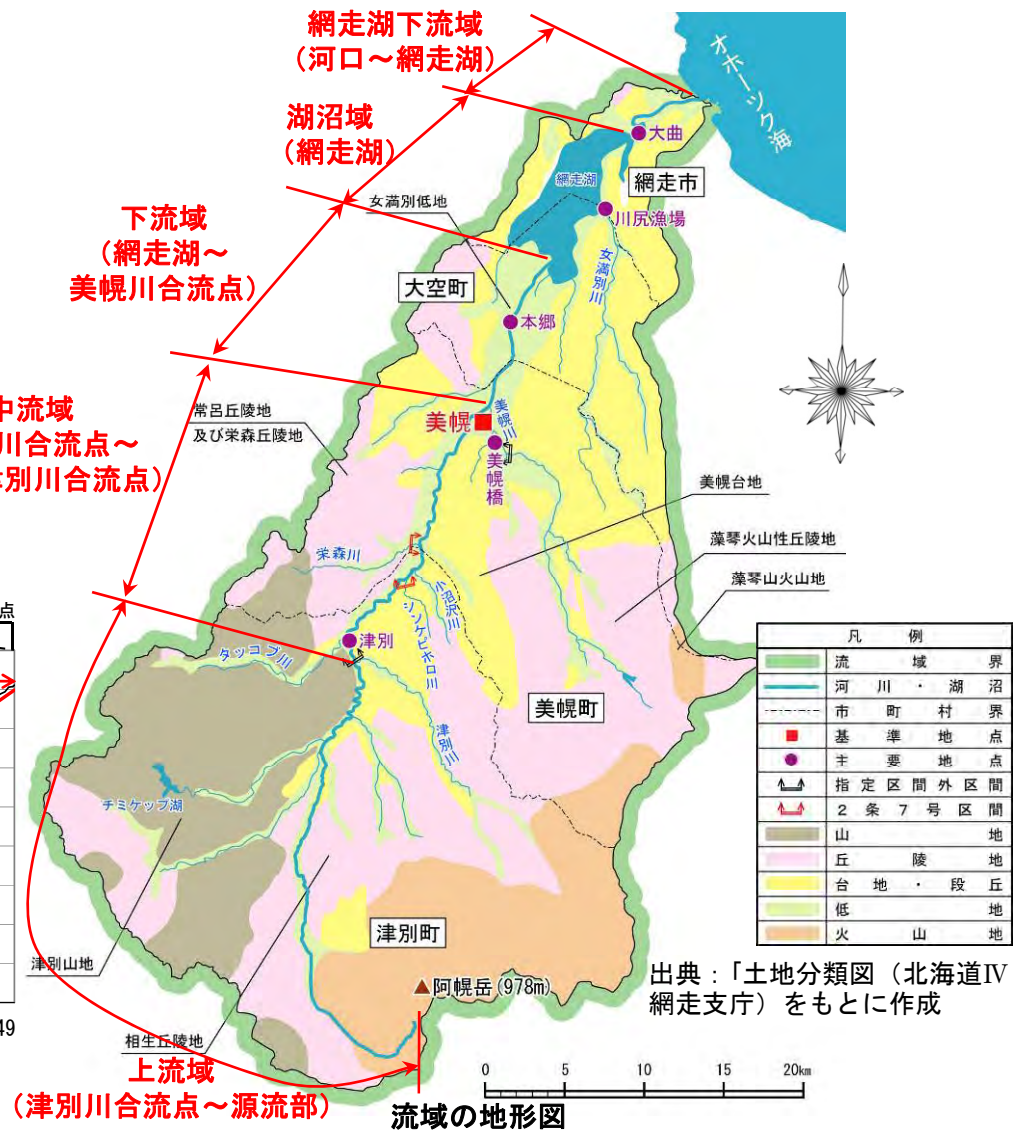 網走湖下流域
（河口～網走湖）
オホーツク海
湖沼域
（網走湖）
大曲
網走湖
網走市
女満別低地
川尻漁場
下流域
（網走湖～
美幌川合流点）
女満別川
大空町
本郷
中流域
川合流点～
津別川合流点）
常呂丘陵地
及び栄森丘陵地
美幌
美幌川
美幌橋
美幌台地
藻琴火山性丘陵地
藻琴山火山地
栄森川
小沼沢川
シンケピホロ川
点
津別
タッコブ川
津別川
美幌町
チミケップ湖
津別町
津別山地
阿幌岳(978m)
49
相生丘陵地
上流域
（津別川合流点～源流部）
凡例
流域界
河川・湖沼
市町村界
基準地点
主要地点
指定区間外区間
2条7号区間
山地
丘陵地
台地・段丘
低地
火山地
出典：「土地分類図（北海道Ⅳ
網走支庁）をもとに作成
0 5 10 15 20km
流域の地形図